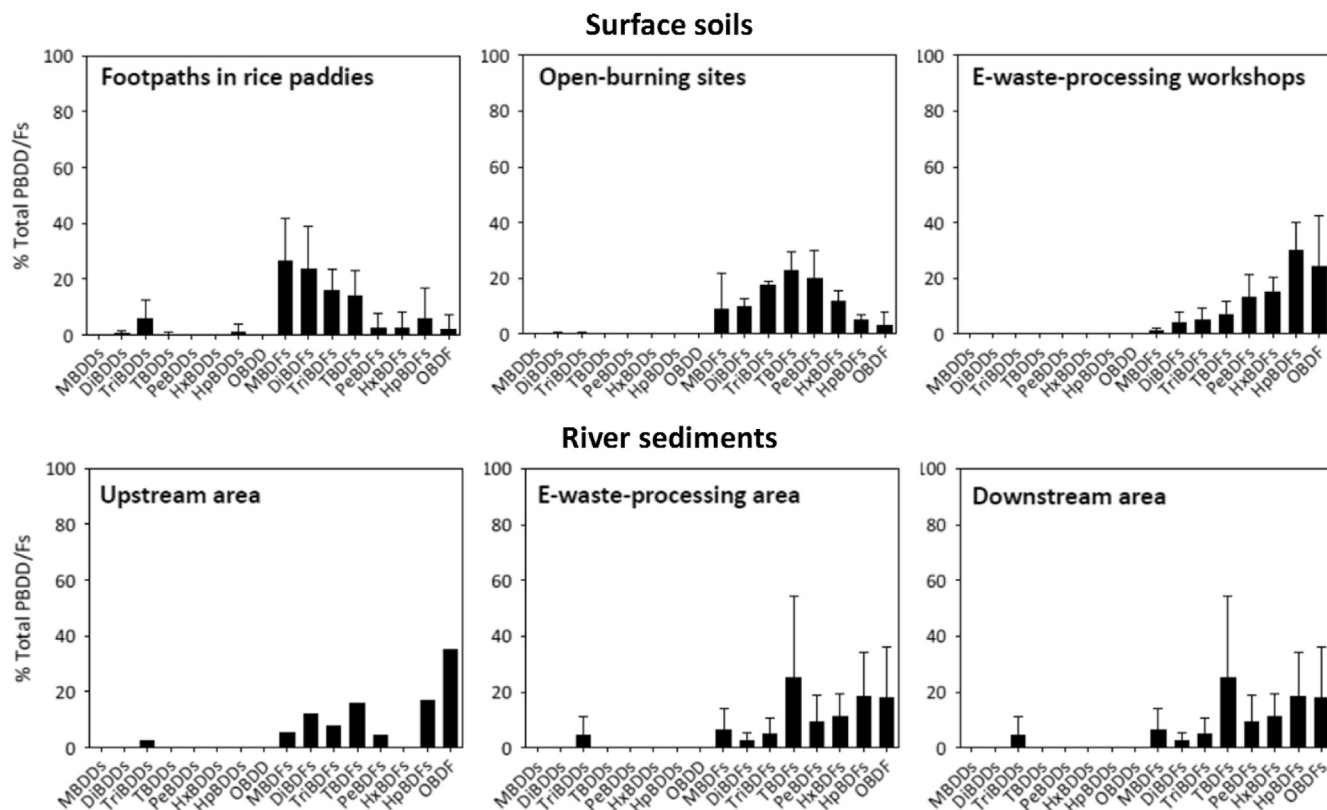 Surface soils
% Total PBDD/Fs
100
80
60
40
20
0
Footpaths in rice paddies
MBDDs
DiBDDs
TriBDDs
TBDDs
PeBDDs
HxBDDs
HpBDDs
OBDD
MBDFs
DiBDFs
TriBDFs
TBDFs
PeBDFs
HxBDFs
HpBDFs
OBDF
100
80
60
40
20
0
Open-burning sites
MBDDs
DiBDDs
TriBDDs
TBDDs
PeBDDs
HxBDDs
HpBDDs
OBDD
MBDFs
DiBDFs
TriBDFs
TBDFs
PeBDFs
HxBDFs
HpBDFs
OBDF
100
80
60
40
20
0
E-waste-processing workshops
MBDDs
DiBDDs
TriBDDs
TBDDs
PeBDDs
HxBDDs
HpBDDs
OBDD
MBDFs
DiBDFs
TriBDFs
TBDFs
PeBDFs
HxBDFs
HpBDFs
OBDF
River sediments
% Total PBDD/Fs
100
80
60
40
20
0
Upstream area
MBDDs
DiBDDs
TriBDDs
TBDDs
PeBDDs
HxBDDs
HpBDDs
OBDD
MBDFs
DiBDFs
TriBDFs
TBDFs
PeBDFs
HxBDFs
HpBDFs
OBDF
100
80
60
40
20
0
E-waste-processing area
MBDDs
DiBDDs
TriBDDs
TBDDs
PeBDDs
HxBDDs
HpBDDs
OBDD
MBDFs
DiBDFs
TriBDFs
TBDFs
PeBDFs
HxBDFs
HpBDFs
OBDF
100
80
60
40
20
0
Downstream area
MBDDs
DiBDDs
TriBDDs
TBDDs
PeBDDs
HxBDDs
HpBDDs
OBDDs
MBDFs
DiBDFs
TriBDFs
TBDFs
PeBDFs
HxBDFs
HpBDFs
OBDFs